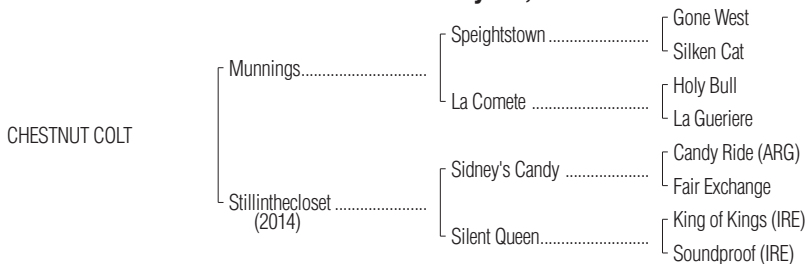 Gone West
Speightstown
Silken Cat
Munnings
Holy Bull
La Comete
La Gueriere
CHESTNUT COLT
Candy Ride (ARG)
Sidney's Candy
Fair Exchange
Stillinthecloset
(2014)
King of Kings (IRE)
Silent Queen
Soundproof (IRE)